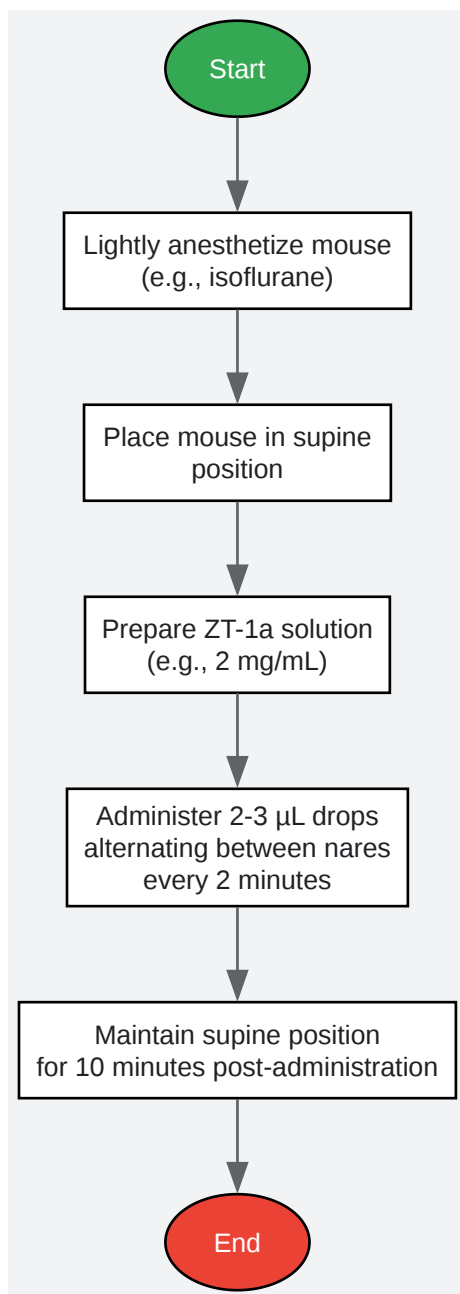 Start
Lightly anesthetize mouse
(e.g., isoflurane)
Place mouse in supine
position
Prepare ZT-1a solution
(e.g., 2 mg/mL)
Administer 2-3 µL drops
alternating between nares
every 2 minutes
Maintain supine position
for 10 minutes post-administration
End